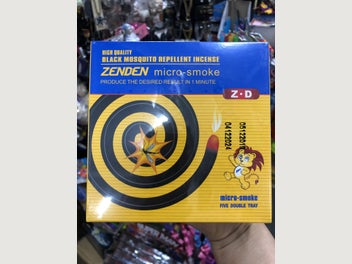 HIGH QUALITY
BLACK MOSQUITO REPELLENT INCENSE
ZENDEN micro-smoke
PRODUCE THE DESIRED RESULT IN 1 MINUTE
Z·D
04122024
micro-smoke
FIVE DOUBLE TRAY